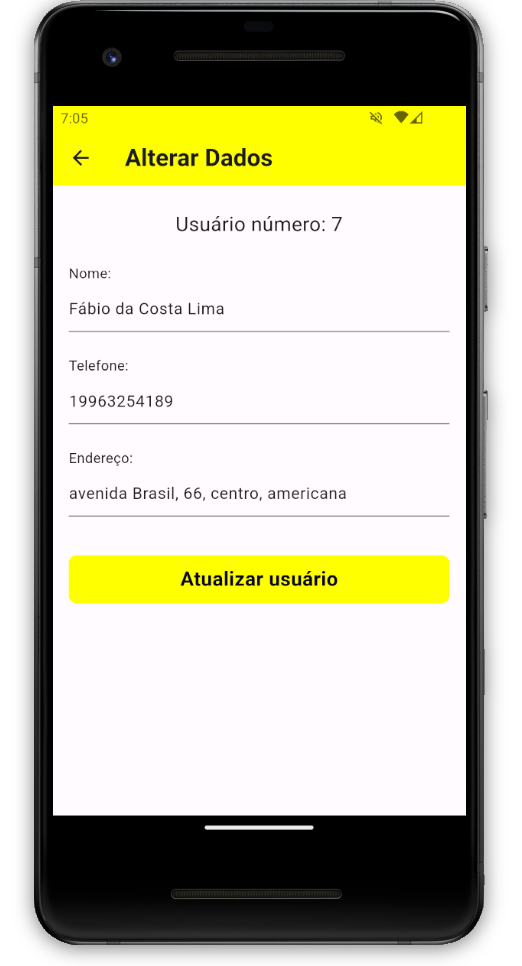 7:05
Alterar Dados
Usuário número: 7
Nome:
Fábio da Costa Lima
Telefone:
19963254189
Endereço:
avenida Brasil, 66, centro, americana
Atualizar usuário